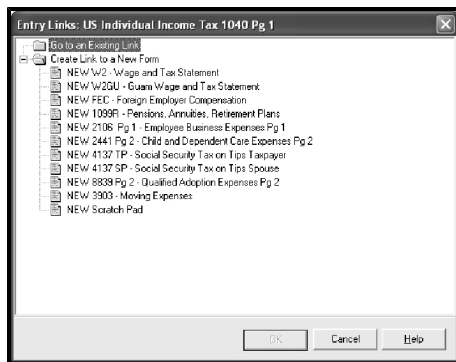 Entry Links: US Individual Income Tax 1040 Pg 1
Go to an Existing Link
Create Link to a New Form
NEW W2 - Wage and Tax Statement
NEW W2GU - Guam Wage and Tax Statement
NEW FEC - Foreign Employer Compensation
NEW 1099R - Pensions, Annuities, Retirement Plans
NEW 2106 Pg 1 - Employee Business Expenses Pg 1
NEW 2441 Pg 2 - Child and Dependent Care Expenses Pg 2
NEW 4137 TP - Social Security Tax on Tips Taxpayer
NEW 4137 SP - Social Security Tax on Tips Spouse
NEW 8839 Pg 2 - Qualified Adoption Expenses Pg 2
NEW 3903 - Moving Expenses
NEW Scratch Pad
OK Cancel Help